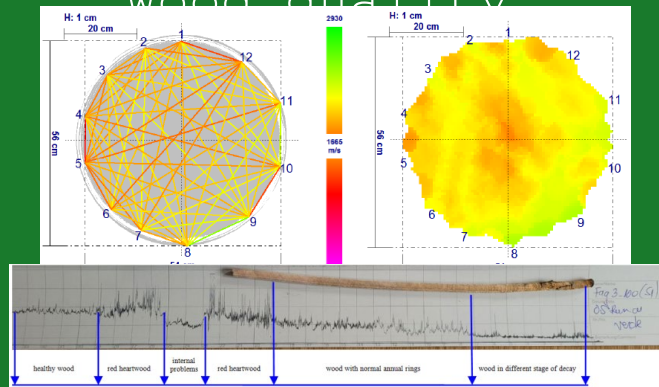 wood quality
H: 1 cm
20 cm
56 cm
1
2
3
4
5
6
7
8
9
10
11
12
2930
1665
m/s
H: 1 cm
20 cm
56 cm
1
2
3
4
5
6
7
8
9
10
11
12
healthy wood
red heartwood
internal problems
red heartwood
wood with normal annual rings
wood in different stage of decay